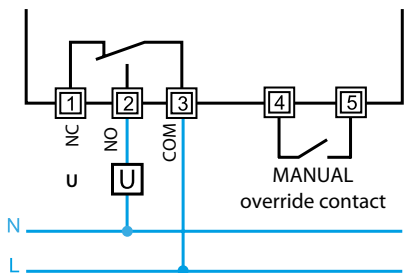 1 2 3 4 5
NC
NO
COM
U
U
MANUAL
override contact
N
L